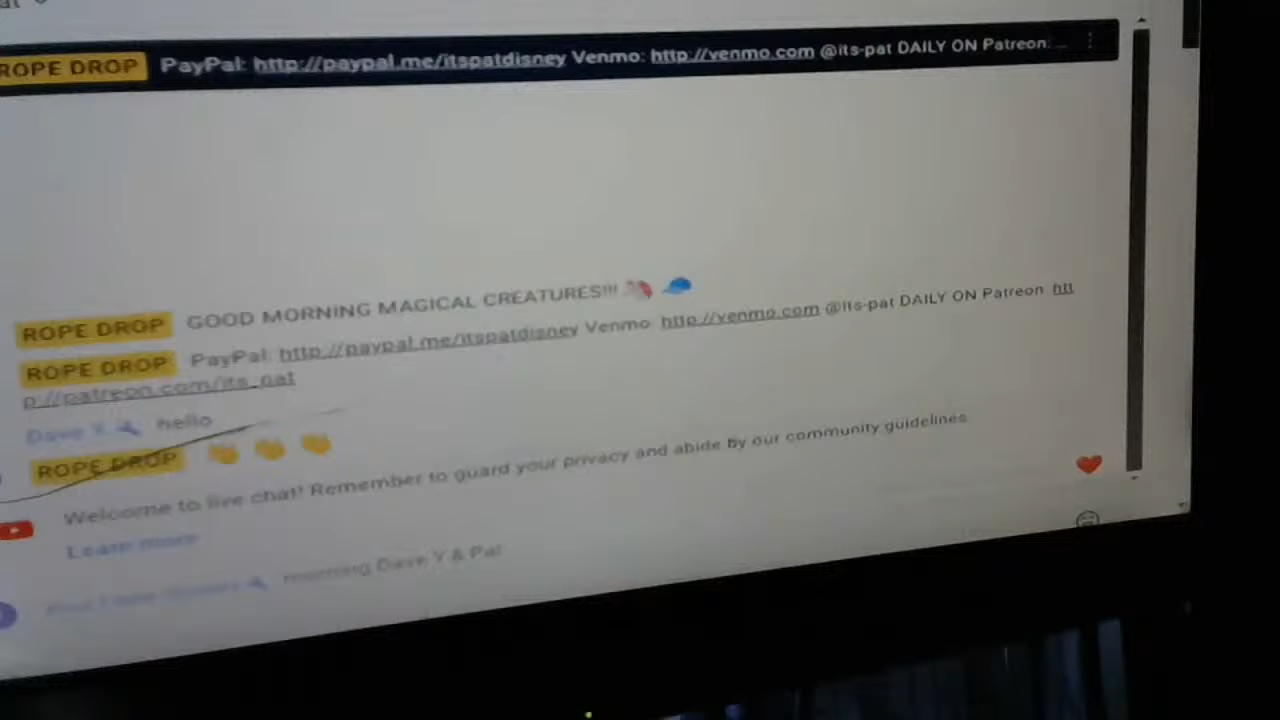 ROPE DROP PayPal: http://paypal.me/itspatdisney Venmo: http://venmo.com @its-pat DAILY ON Patreon: ...
ROPE DROP GOOD MORNING MAGICAL CREATURES!!!
ROPE DROP PayPal: http://paypal.me/itspatdisney Venmo: http://venmo.com @its-pat DAILY ON Patreon: htt
p://patreon.com/its_pat
Dave Y hello
ROPE DROP
Welcome to live chat! Remember to guard your privacy and abide by our community guidelines.
Learn more
morning Dave Y & Pat